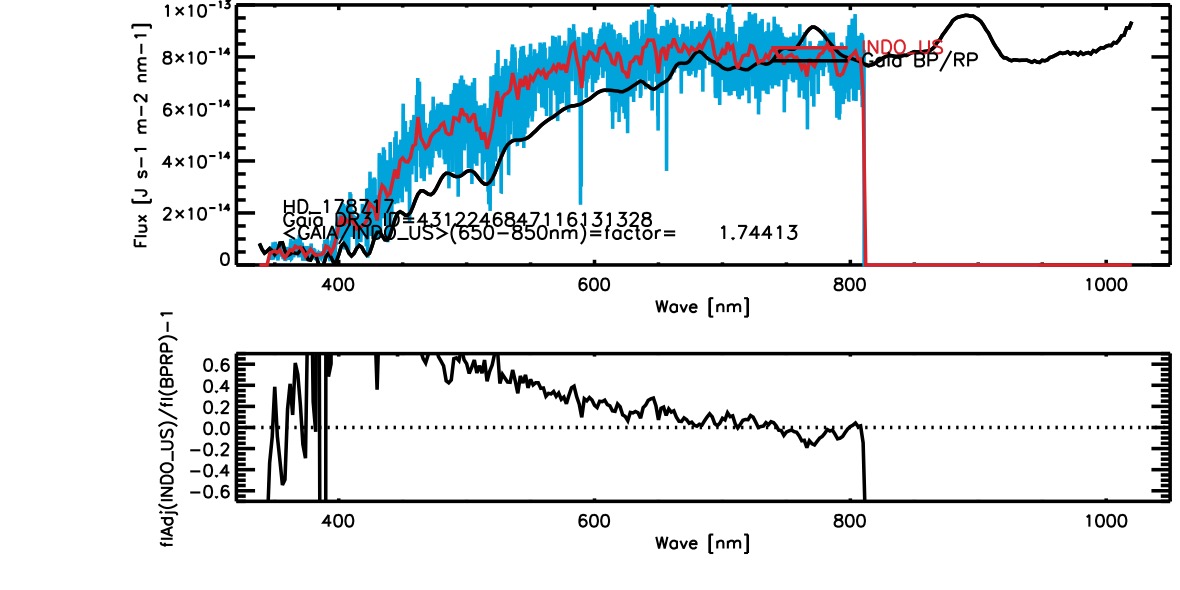 1×10−13
8×10−14
6×10−14
4×10−14
2×10−14
0
Flux [J s−1 m−2 nm−1]
INDO_US
Gaia BP/RP
HD_178717
Gaia DR3 ID=4312246847116131328
<GAIA/INDO_US>(650−850nm)=factor= 1.74413
400 600 800 1000
Wave [nm]
flAdj(INDO_US)/fl(BPRP)−1
0.6
0.4
0.2
0.0
−0.2
−0.4
−0.6
400 600 800 1000
Wave [nm]